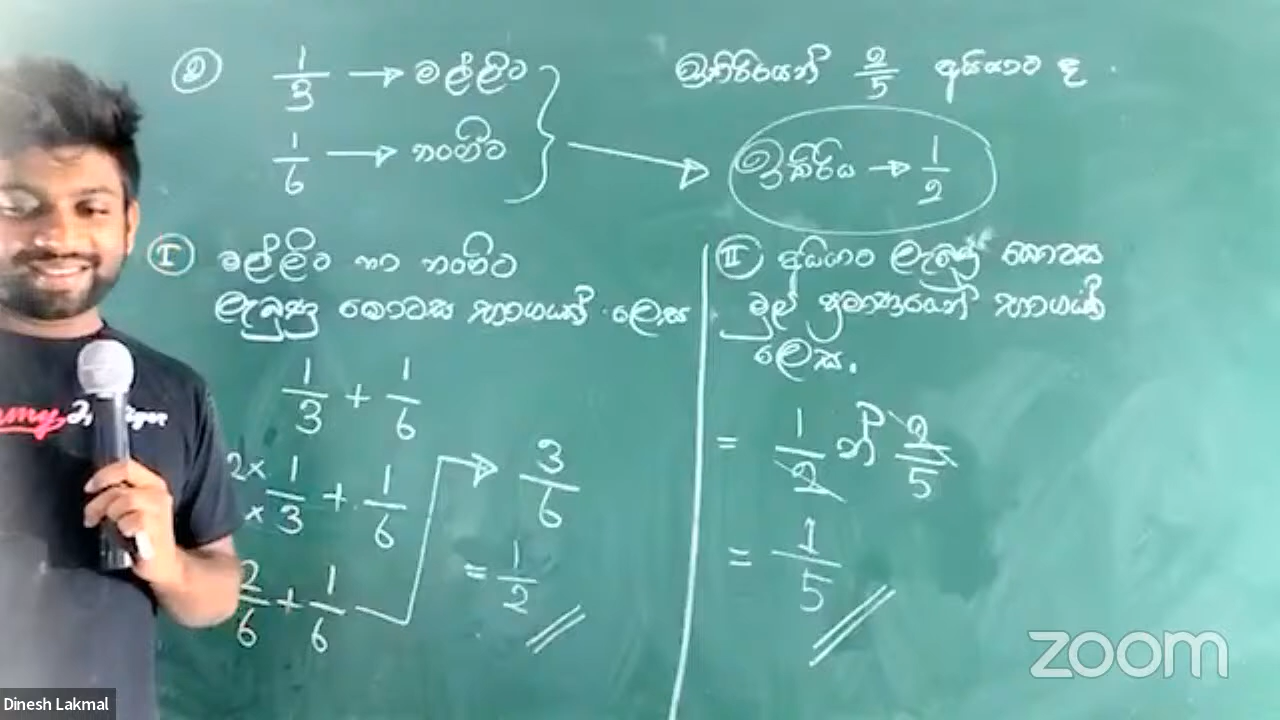 ② 1/3 → මල්ලිට
1/6 → නංගිට
ඉතිරියෙන් 2/5 අයියාට ද.
ඉතිරිය → 1/2
Ⅰ මල්ලිට හා නංගිට
ලැබුණු කොටස භාගයක් ලෙස
1/3 + 1/6
2× 1/3 + 1/6
×
2/6 + 1/6
→ 3/6
= 1/2
Ⅱ අයියාට ලැබුණු කොටස
මුල් ප්‍රමාණයෙන් භාගයක්
ලෙස.
= 1/2 න් 2/5
= 1/5
zoom
Dinesh Lakmal